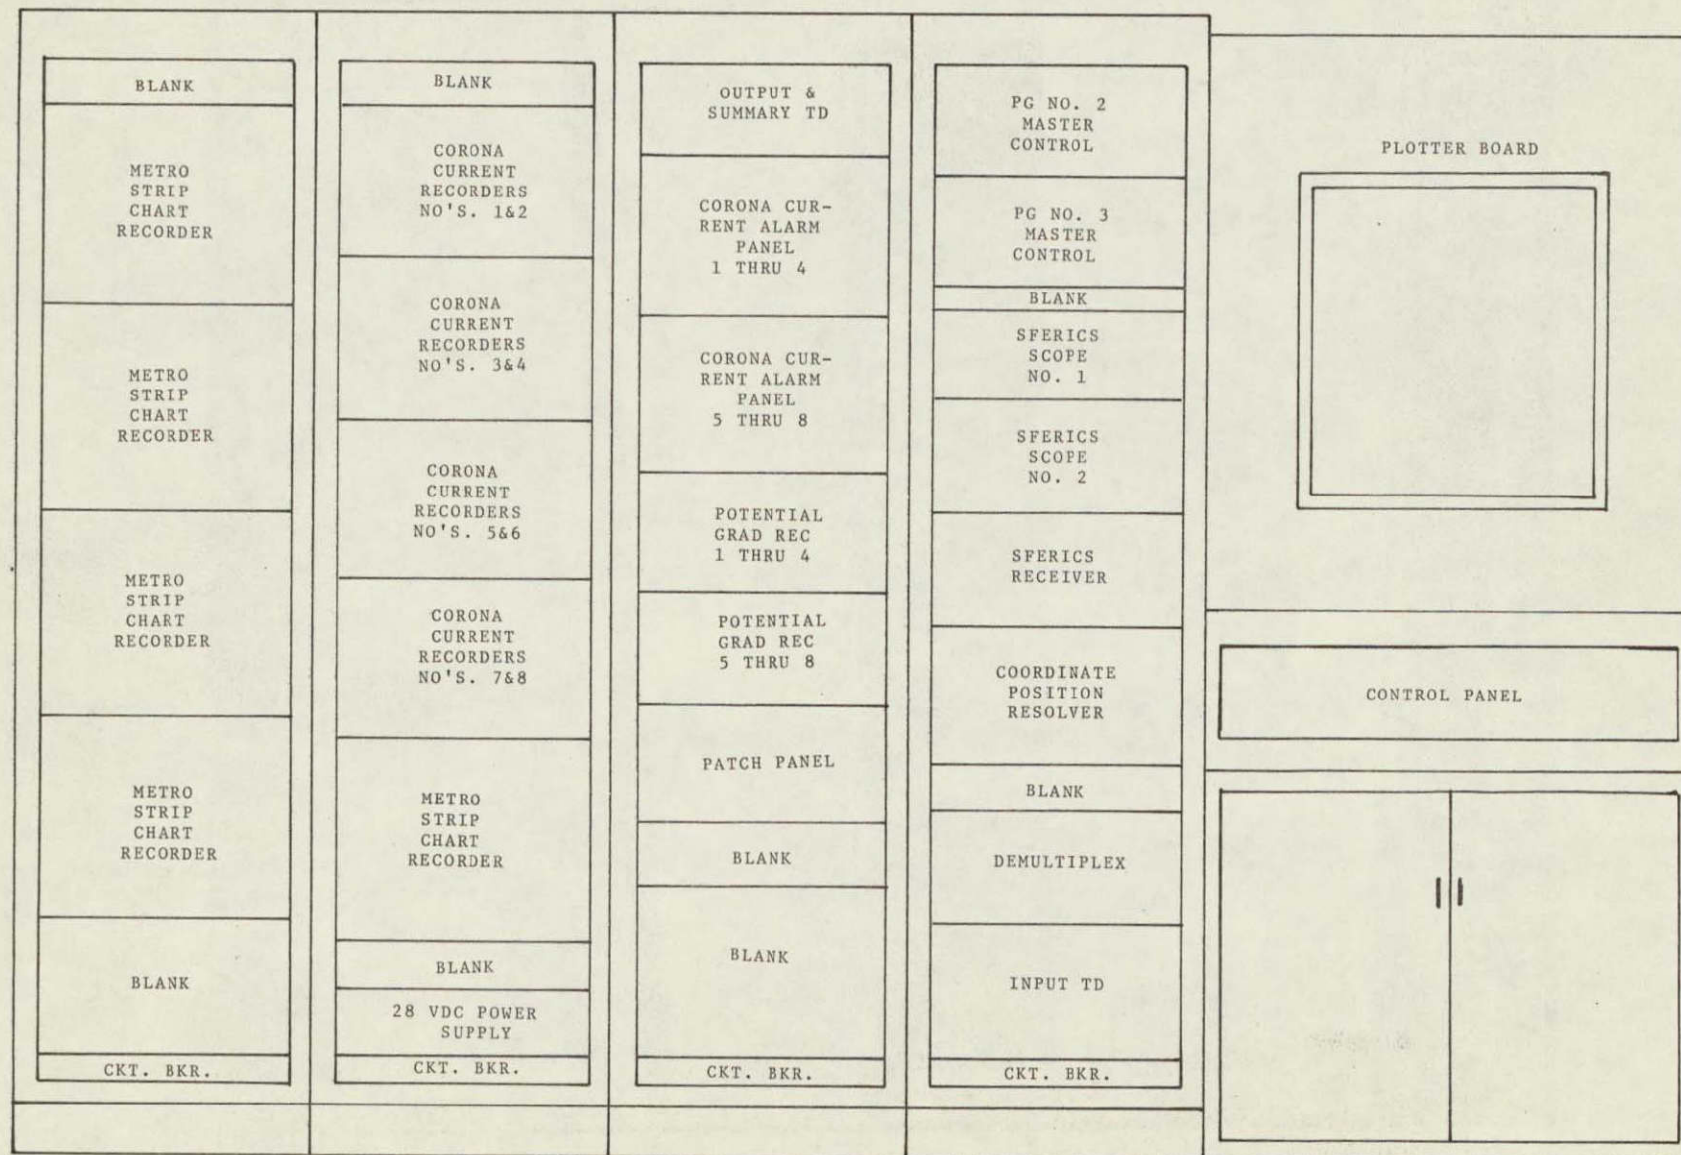 BLANK
METRO
STRIP
CHART
RECORDER
METRO
STRIP
CHART
RECORDER
METRO
STRIP
CHART
RECORDER
METRO
STRIP
CHART
RECORDER
BLANK
CKT. BKR.
BLANK
CORONA
CURRENT
RECORDERS
NO'S. 1&2
CORONA
CURRENT
RECORDERS
NO'S. 3&4
CORONA
CURRENT
RECORDERS
NO'S. 5&6
CORONA
CURRENT
RECORDERS
NO'S. 7&8
METRO
STRIP
CHART
RECORDER
BLANK
28 VDC POWER
SUPPLY
CKT. BKR.
OUTPUT &
SUMMARY TD
CORONA CUR-
RENT ALARM
PANEL
1 THRU 4
CORONA CUR-
RENT ALARM
PANEL
5 THRU 8
POTENTIAL
GRAD REC
1 THRU 4
POTENTIAL
GRAD REC
5 THRU 8
PATCH PANEL
BLANK
BLANK
CKT. BKR.
PG NO. 2
MASTER
CONTROL
PG NO. 3
MASTER
CONTROL
BLANK
SFERICS
SCOPE
NO. 1
SFERICS
SCOPE
NO. 2
SFERICS
RECEIVER
COORDINATE
POSITION
RESOLVER
BLANK
DEMULTIPLEX
INPUT TD
CKT. BKR.
PLOTTER BOARD
CONTROL PANEL